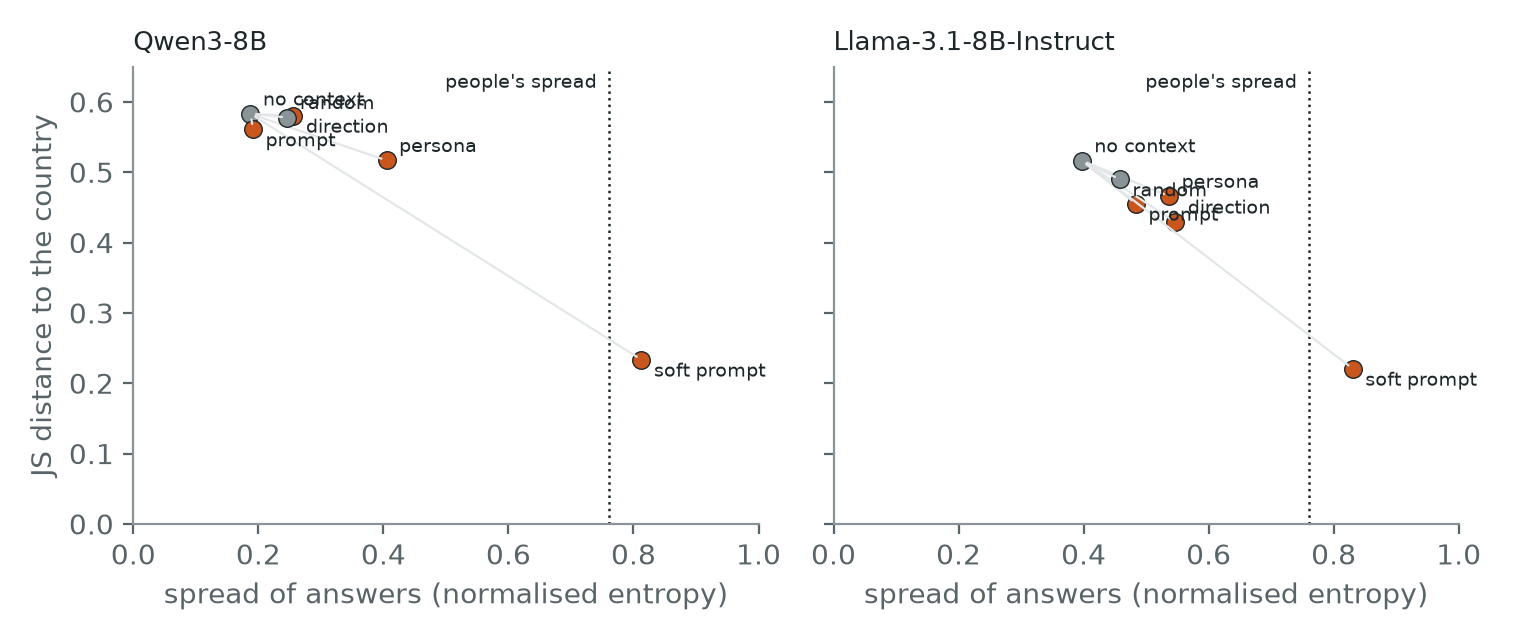 Qwen3-8B
JS distance to the country
0.6
0.5
0.4
0.3
0.2
0.1
0.0
people's spread
no context
random
direction
prompt
persona
soft prompt
0.0 0.2 0.4 0.6 0.8 1.0
spread of answers (normalised entropy)
Llama-3.1-8B-Instruct
people's spread
no context
persona
random
direction
prompt
soft prompt
0.0 0.2 0.4 0.6 0.8 1.0
spread of answers (normalised entropy)